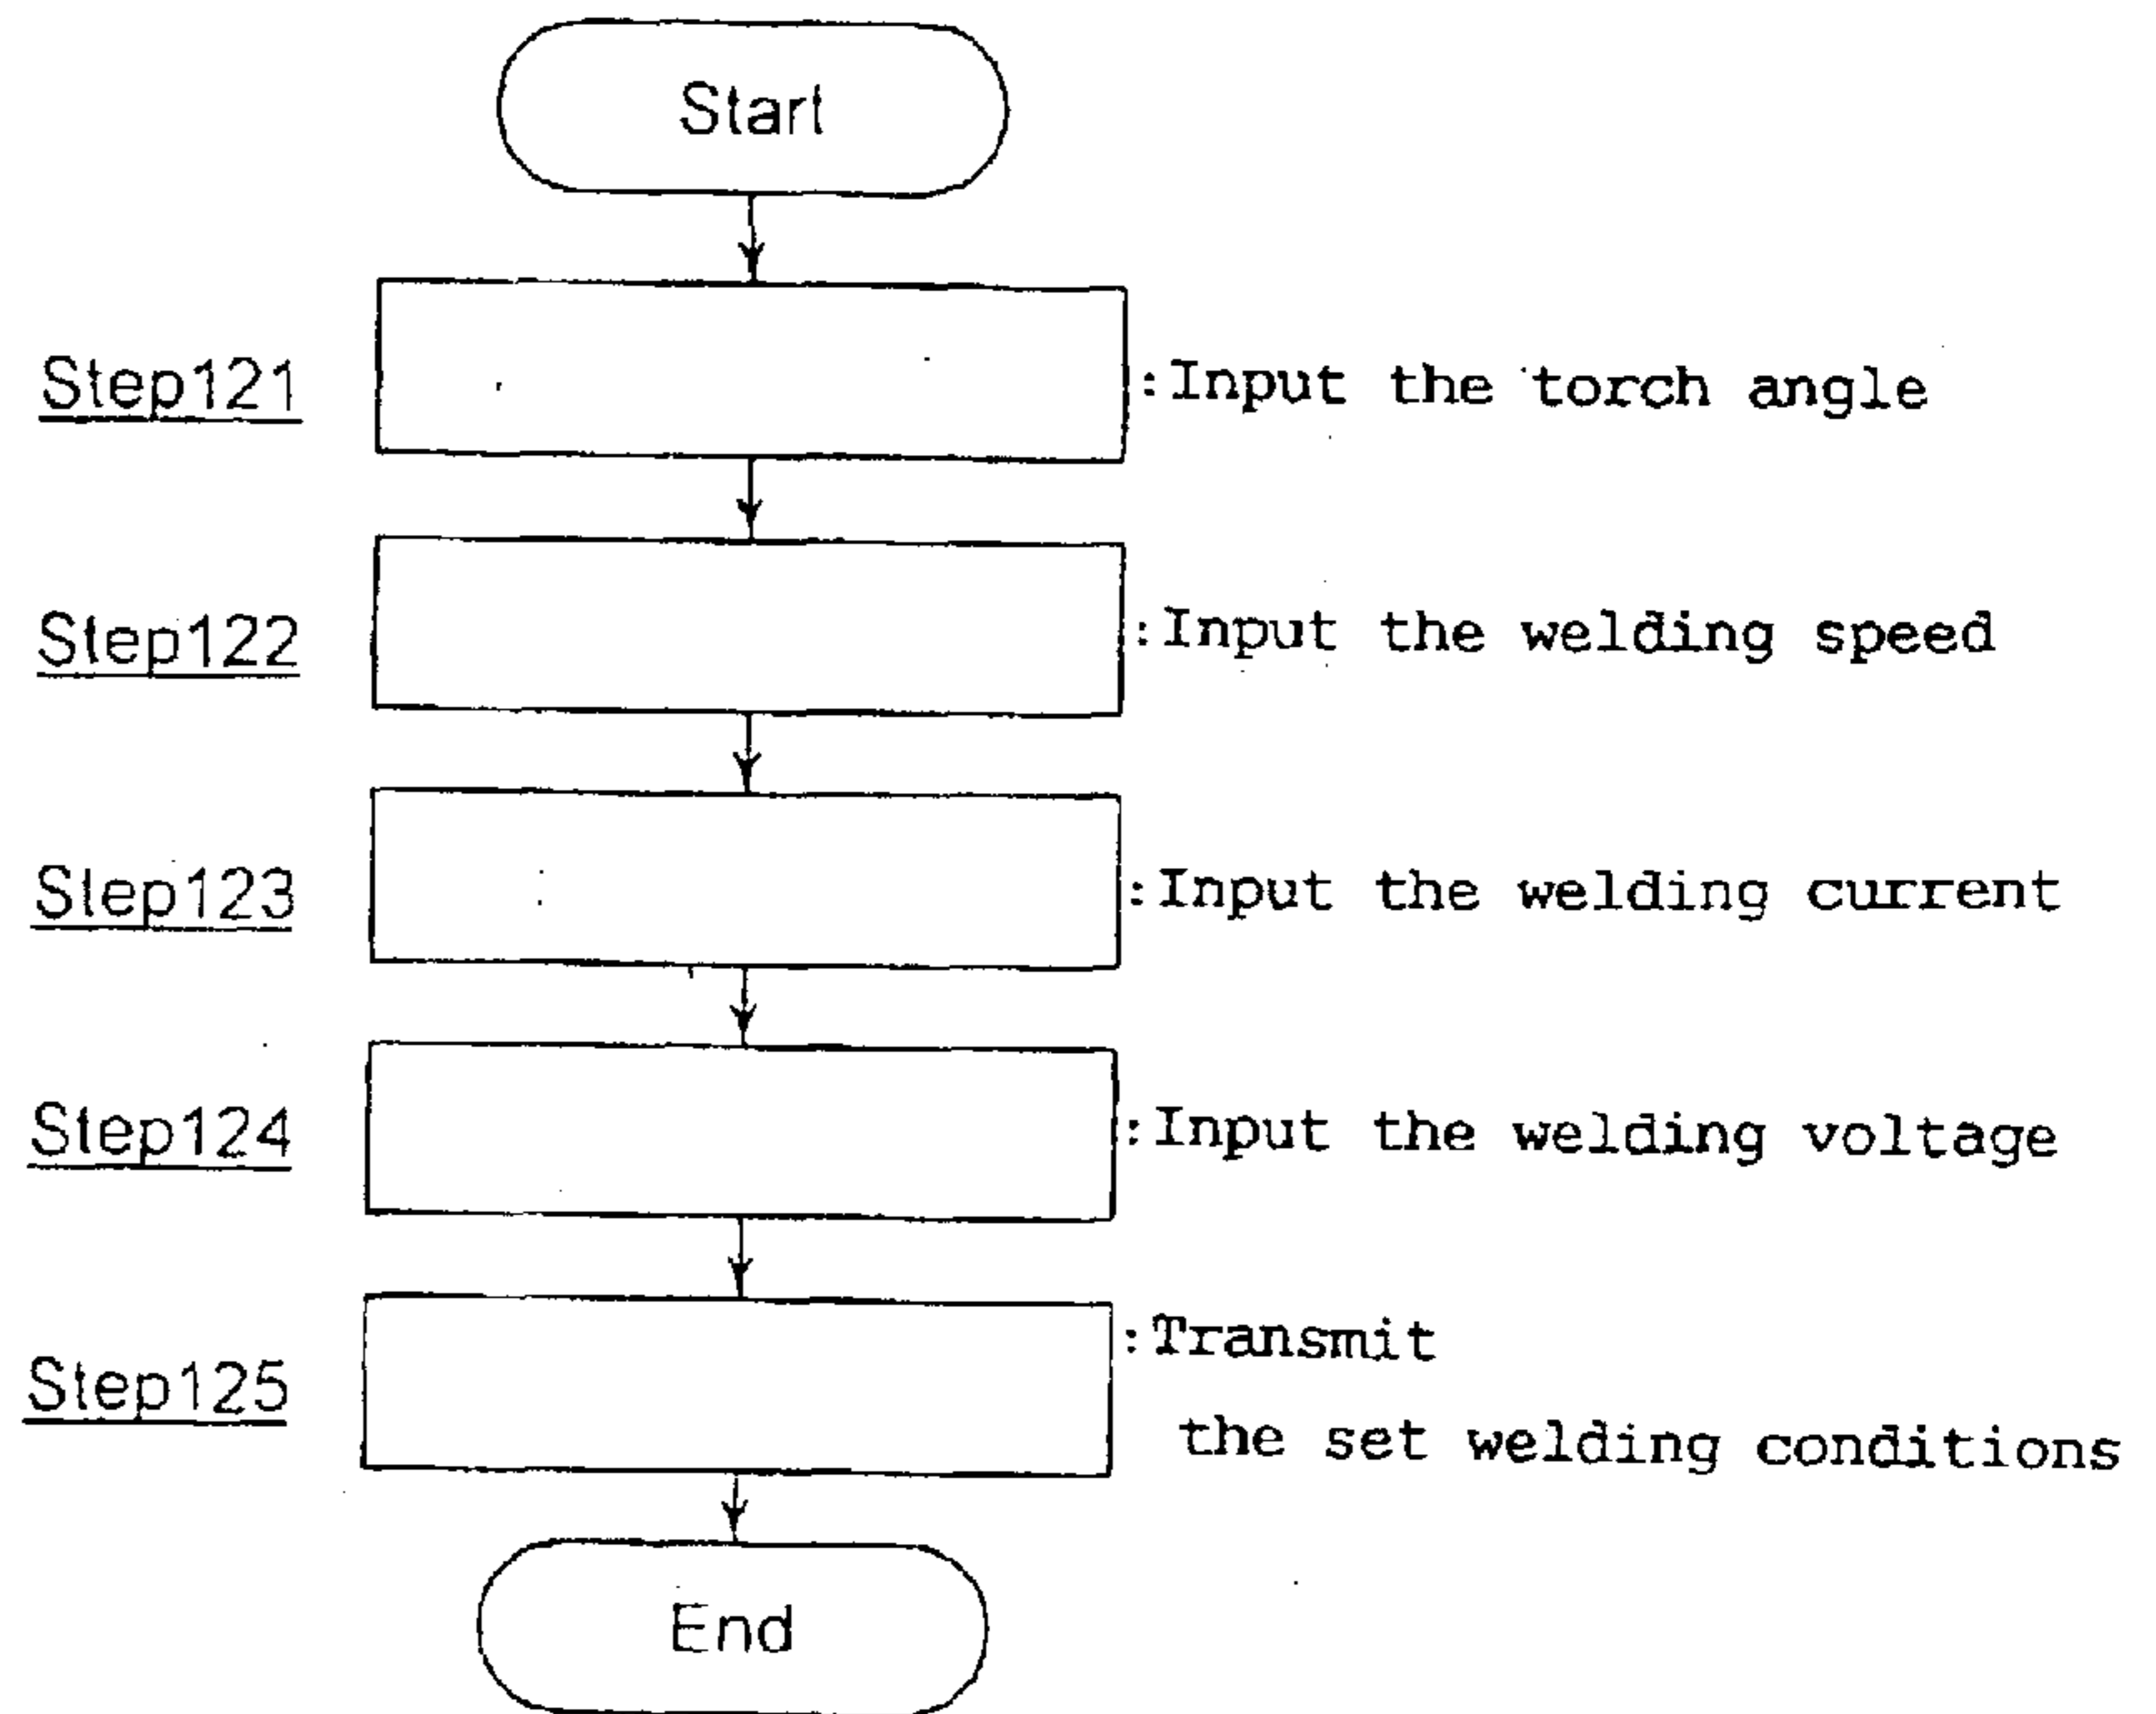 Start
Step121 :Input the torch angle
Step122 :Input the welding speed
Step123 :Input the welding current
Step124 :Input the welding voltage
Step125 :Transmit
the set welding conditions
End